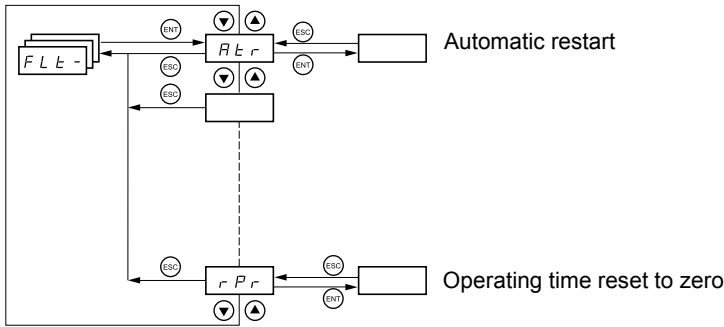 ENT
ESC
FLt-
Atr
Automatic restart
ESC
ENT
ESC
ESC
ESC
rPr
Operating time reset to zero
ENT